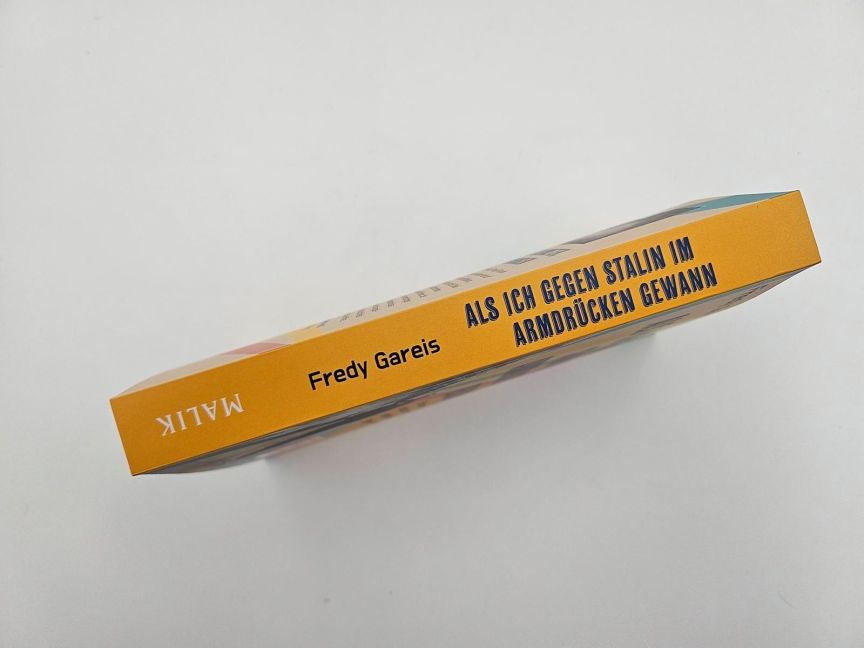 MALIK
Fredy Gareis
ALS ICH GEGEN STALIN IM
ARMDRÜCKEN GEWANN